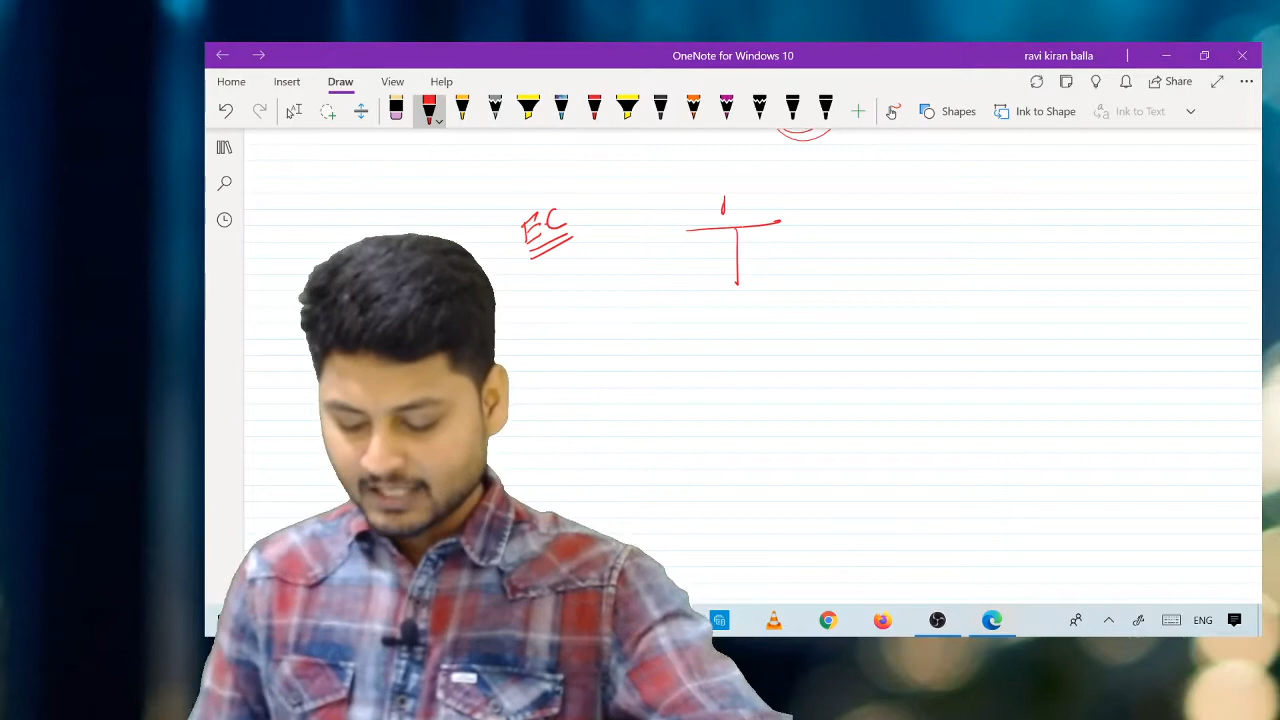 OneNote for Windows 10
ravi kiran balla
Home Insert Draw View Help
Share
Shapes Ink to Shape Ink to Text
EC
ENG